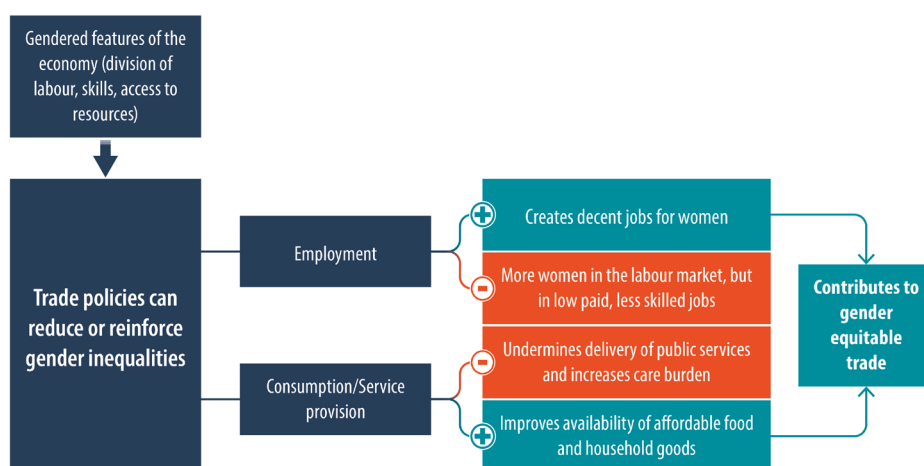 Gendered features of the
economy (division of
labour, skills, access to
resources)
Trade policies can
reduce or reinforce
gender inequalities
Employment
Consumption/Service
provision
Creates decent jobs for women
More women in the labour market, but
in low paid, less skilled jobs
Undermines delivery of public services
and increases care burden
Improves availability of affordable food
and household goods
Contributes to
gender
equitable
trade